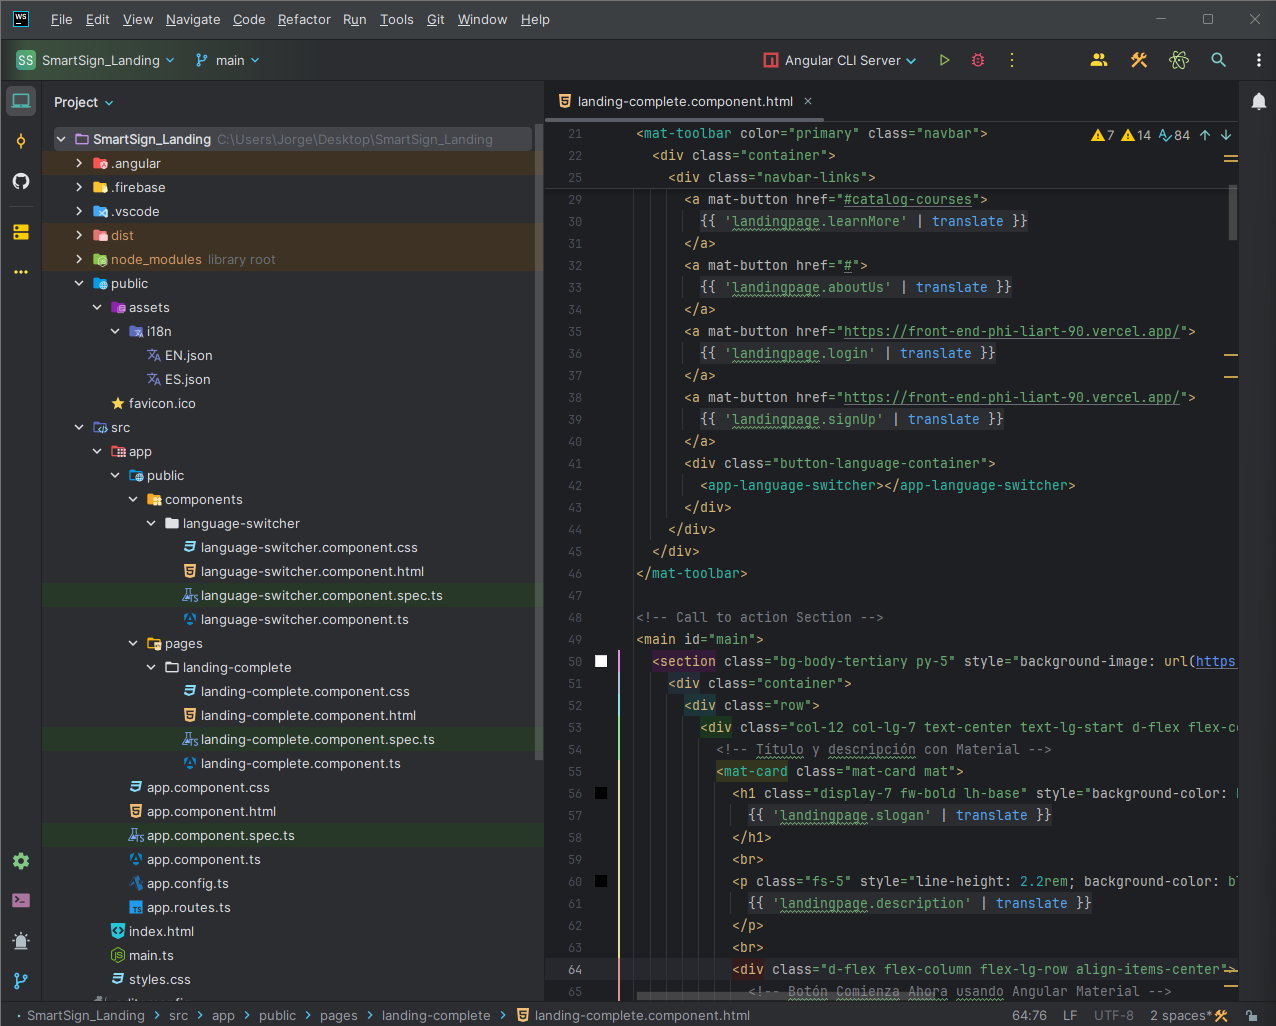 WS File Edit View Navigate Code Refactor Run Tools Git Window Help
SS SmartSign_Landing main Angular CLI Server
Project
SmartSign_Landing C:\Users\Jorge\Desktop\SmartSign_Landing
.angular
.firebase
.vscode
dist
node_modules library root
public
assets
i18n
EN.json
ES.json
favicon.ico
src
app
public
components
language-switcher
language-switcher.component.css
language-switcher.component.html
language-switcher.component.spec.ts
language-switcher.component.ts
pages
landing-complete
landing-complete.component.css
landing-complete.component.html
landing-complete.component.spec.ts
landing-complete.component.ts
app.component.css
app.component.html
app.component.spec.ts
app.component.ts
app.config.ts
app.routes.ts
index.html
main.ts
styles.css
landing-complete.component.html
7 14 84
21 <mat-toolbar color="primary" class="navbar">
22 <div class="container">
25 <div class="navbar-links">
29 <a mat-button href="#catalog-courses">
30 {{ 'landingpage.learnMore' | translate }}
31 </a>
32 <a mat-button href="#">
33 {{ 'landingpage.aboutUs' | translate }}
34 </a>
35 <a mat-button href="https://front-end-phi-liart-90.vercel.app/">
36 {{ 'landingpage.login' | translate }}
37 </a>
38 <a mat-button href="https://front-end-phi-liart-90.vercel.app/">
39 {{ 'landingpage.signUp' | translate }}
40 </a>
41 <div class="button-language-container">
42 <app-language-switcher></app-language-switcher>
43 </div>
44 </div>
45 </div>
46 </mat-toolbar>
47
48 <!-- Call to action Section -->
49 <main id="main">
50 <section class="bg-body-tertiary py-5" style="background-image: url(https
51 <div class="container">
52 <div class="row">
53 <div class="col-12 col-lg-7 text-center text-lg-start d-flex flex-co
54 <!-- Título y descripción con Material -->
55 <mat-card class="mat-card mat">
56 <h1 class="display-7 fw-bold lh-base" style="background-color:
57 {{ 'landingpage.slogan' | translate }}
58 </h1>
59 <br>
60 <p class="fs-5" style="line-height: 2.2rem; background-color: bl
61 {{ 'landingpage.description' | translate }}
62 </p>
63 <br>
64 <div class="d-flex flex-column flex-lg-row align-items-center">
65 <!-- Botón Comienza Ahora usando Angular Material -->
SmartSign_Landing > src > app > public > pages > landing-complete > landing-complete.component.html 64:76 LF UTF-8 2 spaces*